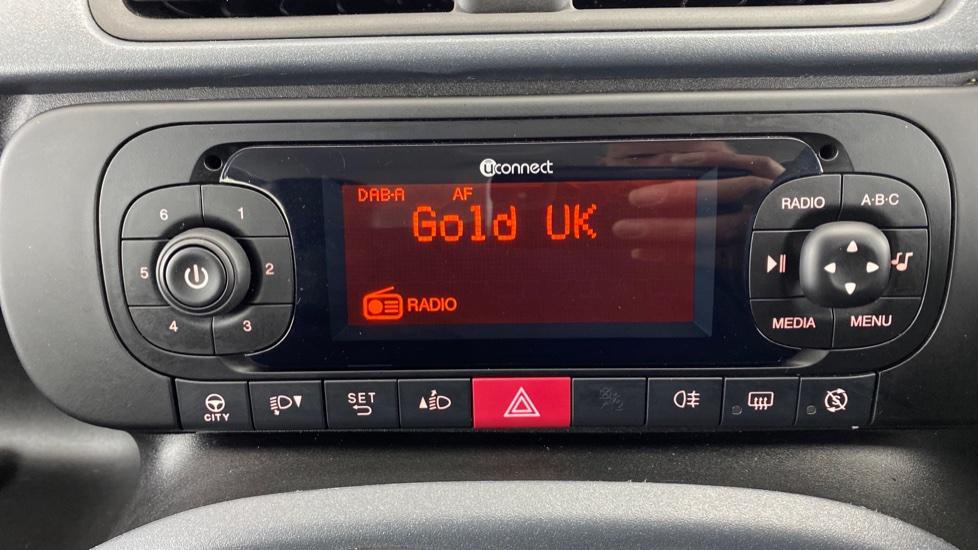 uconnect
DAB·A AF
Gold UK
RADIO
6 1
5 2
4 3
RADIO A·B·C
MEDIA MENU
CITY
SET